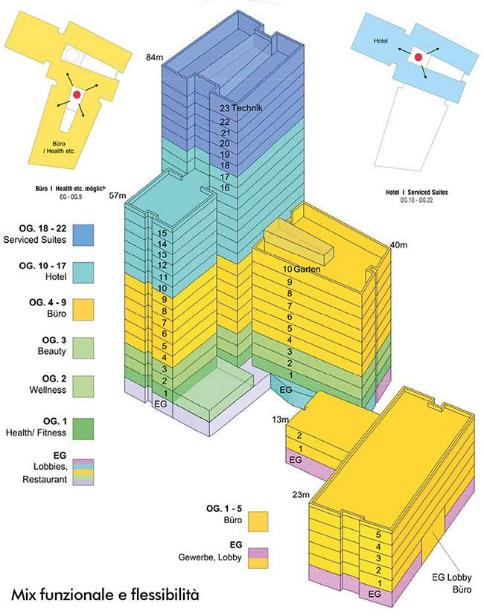 Hotel
84m
Büro
/ Health etc.
23 Technik
22
21
20
19
18
17
16
Büro | Health etc. möglich
EG - OG.9
Hotel | Serviced Suites
OG.10 - OG.22
57m
15
14
13
12
11
10
9
8
7
6
5
4
3
2
1
EG
40m
10 Garten
9
8
7
6
5
4
3
2
1
EG
OG. 18 - 22
Serviced Suites
OG. 10 - 17
Hotel
OG. 4 - 9
Büro
OG. 3
Beauty
OG. 2
Wellness
OG. 1
Health/ Fitness
EG
Lobbies,
Restaurant
13m
2
1
EG
23m
5
4
3
2
1
EG
OG. 1 - 5
Büro
EG
Gewerbe, Lobby
EG Lobby
Büro
Mix funzionale e flessibilità